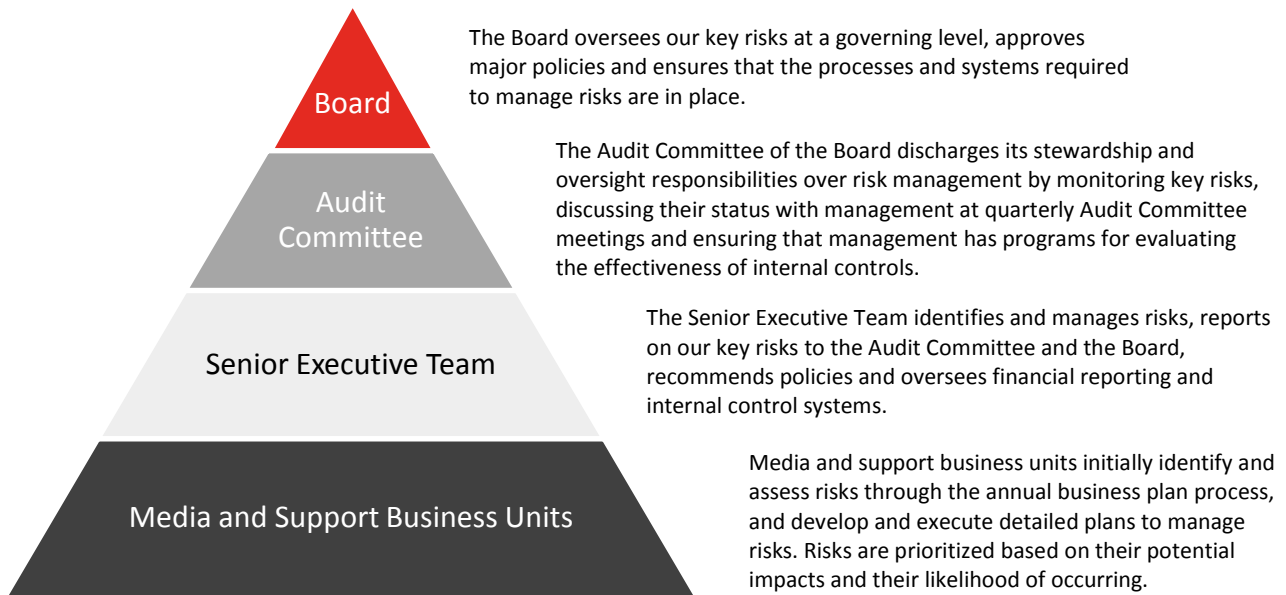 Board
The Board oversees our key risks at a governing level, approves
major policies and ensures that the processes and systems required
to manage risks are in place.
Audit
Committee
The Audit Committee of the Board discharges its stewardship and
oversight responsibilities over risk management by monitoring key risks,
discussing their status with management at quarterly Audit Committee
meetings and ensuring that management has programs for evaluating
the effectiveness of internal controls.
Senior Executive Team
The Senior Executive Team identifies and manages risks, reports
on our key risks to the Audit Committee and the Board,
recommends policies and oversees financial reporting and
internal control systems.
Media and Support Business Units
Media and support business units initially identify and
assess risks through the annual business plan process,
and develop and execute detailed plans to manage
risks. Risks are prioritized based on their potential
impacts and their likelihood of occurring.